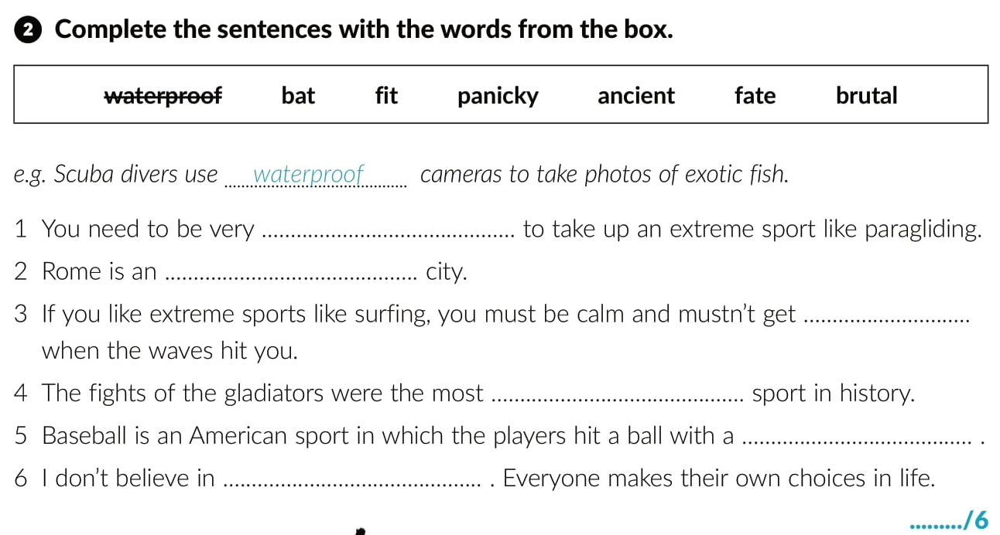 2 Complete the sentences with the words from the box.
waterproof bat fit panicky ancient fate brutal
e.g. Scuba divers use waterproof cameras to take photos of exotic fish.
1 You need to be very ........................................ to take up an extreme sport like paragliding.
2 Rome is an ........................................ city.
3 If you like extreme sports like surfing, you must be calm and mustn't get ............................
when the waves hit you.
4 The fights of the gladiators were the most ........................................ sport in history.
5 Baseball is an American sport in which the players hit a ball with a ........................................ .
6 I don't believe in ........................................ . Everyone makes their own choices in life.
........./6